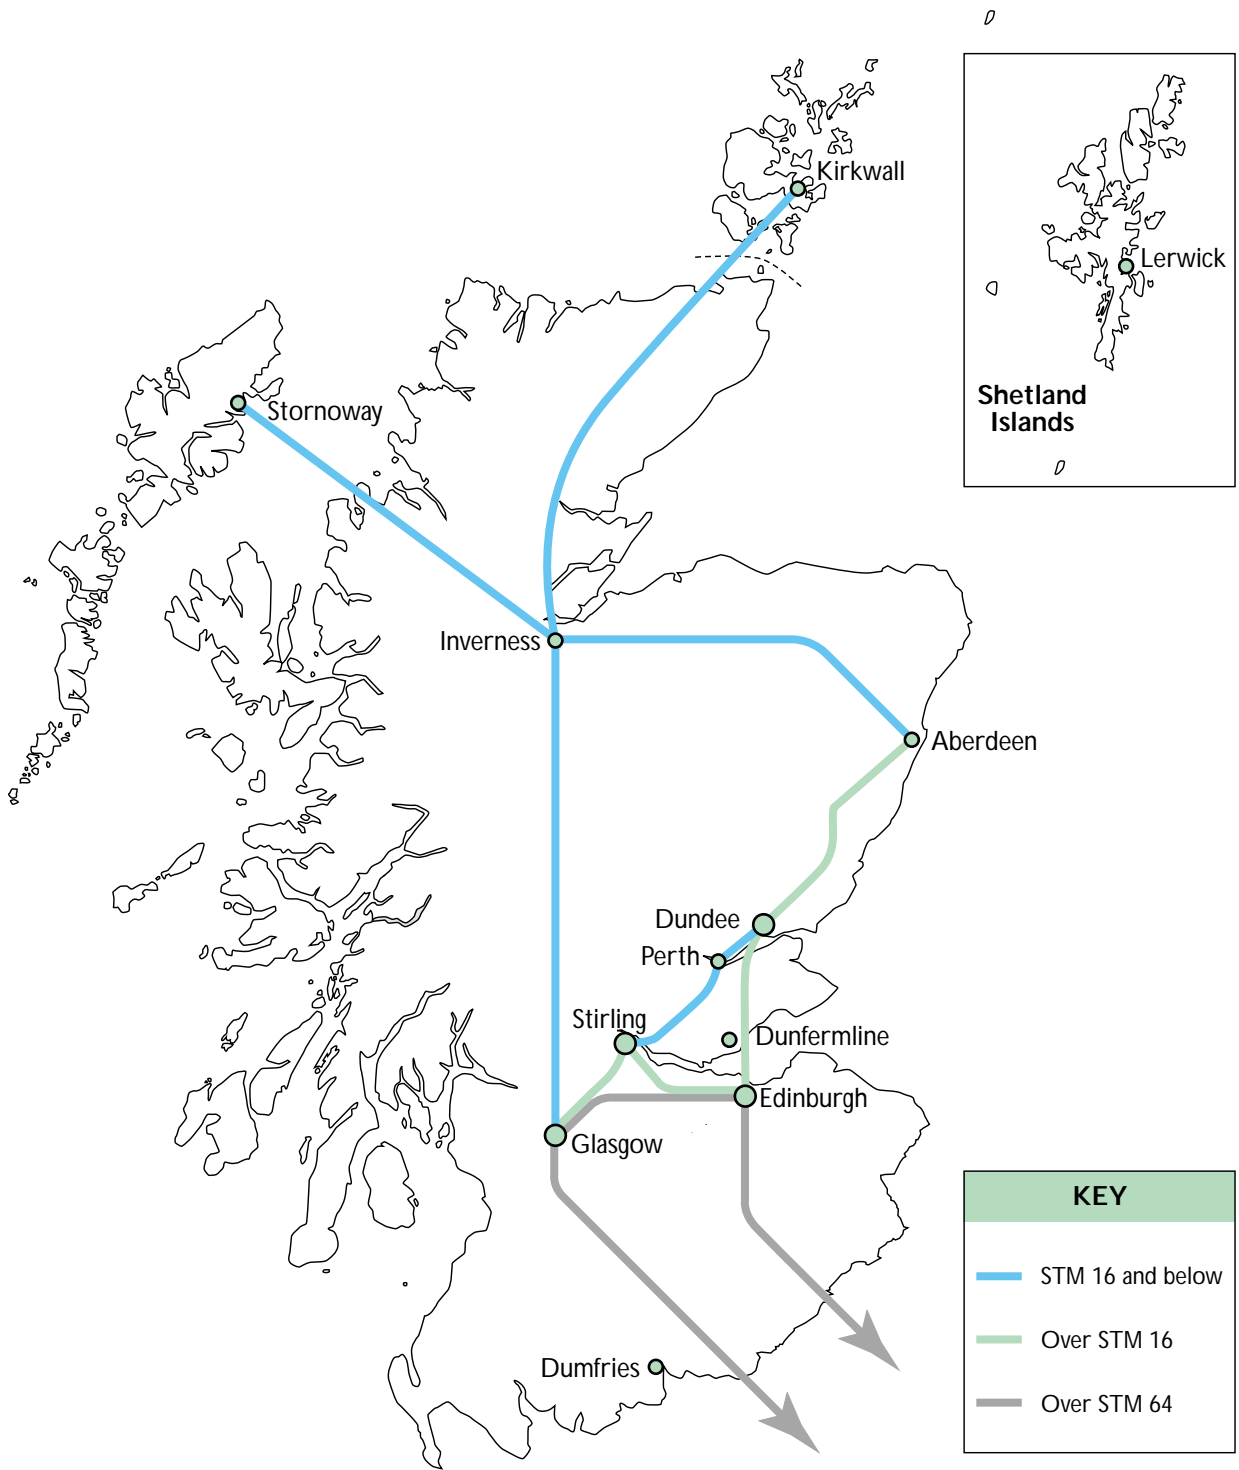 Kirkwall
Lerwick
Shetland
Islands
Stornoway
Inverness
Aberdeen
Dundee
Perth
Stirling
Dunfermline
Edinburgh
Glasgow
Dumfries
KEY
STM 16 and below
Over STM 16
Over STM 64